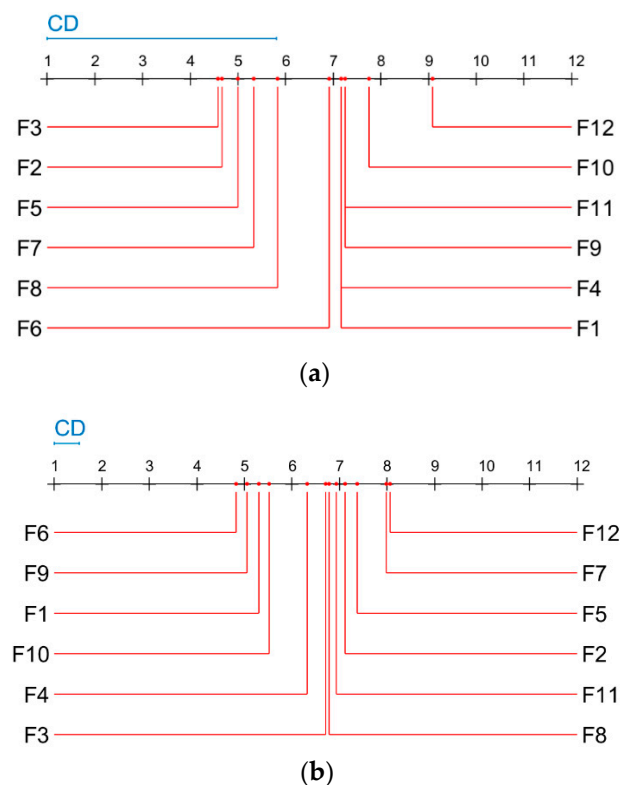 CD
1 2 3 4 5 6 7 8 9 10 11 12
F3 F12
F2 F10
F5 F11
F7 F9
F8 F4
F6 F1
(a)
CD
1 2 3 4 5 6 7 8 9 10 11 12
F6 F12
F9 F7
F1 F5
F10 F2
F4 F11
F3 F8
(b)